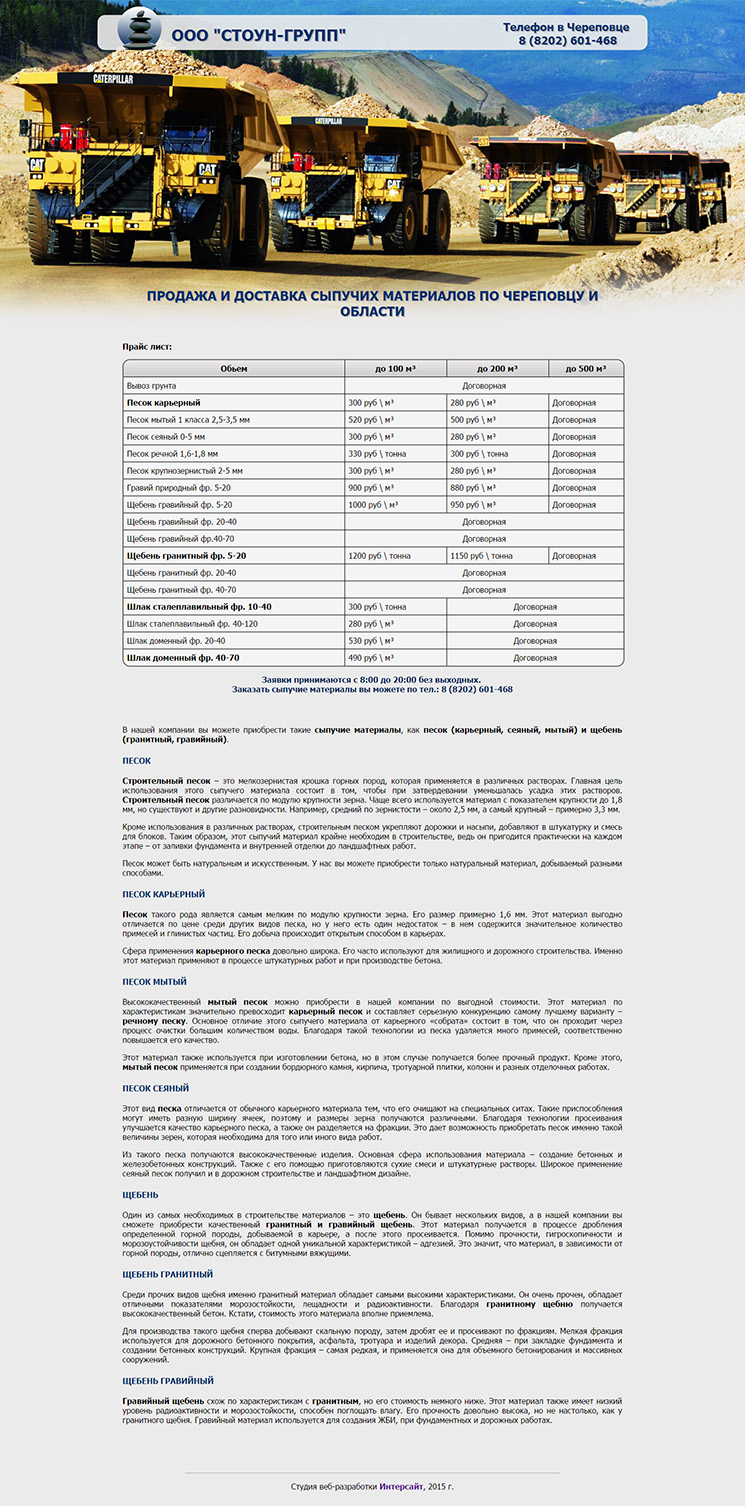 ООО "СТОУН-ГРУПП"
Телефон в Череповце
8 (8202) 601-468
CATERPILLAR
CATERPILLAR
CAT
CAT
CAT
ПРОДАЖА И ДОСТАВКА СЫПУЧИХ МАТЕРИАЛОВ ПО ЧЕРЕПОВЦУ И
ОБЛАСТИ
Прайс лист:
Обьем до 100 м³ до 200 м³ до 500 м³
Вывоз грунта Договорная
Песок карьерный 300 руб \ м³ 280 руб \ м³ Договорная
Песок мытый 1 класса 2,5-3,5 мм 520 руб \ м³ 500 руб \ м³ Договорная
Песок сеяный 0-5 мм 300 руб \ м³ 280 руб \ м³ Договорная
Песок речной 1,6-1,8 мм 330 руб \ тонна 300 руб \ тонна Договорная
Песок крупнозернистый 2-5 мм 300 руб \ м³ 280 руб \ м³ Договорная
Гравий природный фр. 5-20 900 руб \ м³ 880 руб \ м³ Договорная
Щебень гравийный фр. 5-20 1000 руб \ м³ 950 руб \ м³ Договорная
Щебень гравийный фр. 20-40 Договорная
Щебень гравийный фр.40-70 Договорная
Щебень гранитный фр. 5-20 1200 руб \ тонна 1150 руб \ тонна Договорная
Щебень гранитный фр. 20-40 Договорная
Щебень гранитный фр. 40-70 Договорная
Шлак сталеплавильный фр. 10-40 300 руб \ тонна Договорная
Шлак сталеплавильный фр. 40-120 280 руб \ м³ Договорная
Шлак доменный фр. 20-40 530 руб \ м³ Договорная
Шлак доменный фр. 40-70 490 руб \ м³ Договорная
Заявки принимаются с 8:00 до 20:00 без выходных.
Заказать сыпучие материалы вы можете по тел.: 8 (8202) 601-468
В нашей компании вы можете приобрести такие сыпучие материалы, как песок (карьерный, сеяный, мытый) и щебень
(гранитный, гравийный).
ПЕСОК
Строительный песок – это мелкозернистая крошка горных пород, которая применяется в различных растворах. Главная цель
использования этого сыпучего материала состоит в том, чтобы при затвердевании уменьшалась усадка этих растворов.
Строительный песок различается по модулю крупности зерна. Чаще всего используется материал с показателем крупности до 1,8
мм, но существуют и другие разновидности. Например, средний по зернистости – около 2,5 мм, а самый крупный – примерно 3,3 мм.
Кроме использования в различных растворах, строительным песком укрепляют дорожки и насыпи, добавляют в штукатурку и смесь
для блоков. Таким образом, этот сыпучий материал крайне необходим в строительстве, ведь он пригодится практически на каждом
этапе – от заливки фундамента и внутренней отделки до ландшафтных работ.
Песок может быть натуральным и искусственным. У нас вы можете приобрести только натуральный материал, добываемый разными
способами.
ПЕСОК КАРЬЕРНЫЙ
Песок такого рода является самым мелким по модулю крупности зерна. Его размер примерно 1,6 мм. Этот материал выгодно
отличается по цене среди других видов песка, но у него есть один недостаток – в нем содержится значительное количество
примесей и глинистых частиц. Его добыча происходит открытым способом в карьерах.
Сфера применения карьерного песка довольно широка. Его часто используют для жилищного и дорожного строительства. Именно
этот материал применяют в процессе штукатурных работ и при производстве бетона.
ПЕСОК МЫТЫЙ
Высококачественный мытый песок можно приобрести в нашей компании по выгодной стоимости. Этот материал по
характеристикам значительно превосходит карьерный песок и составляет серьезную конкуренцию самому лучшему варианту –
речному песку. Основное отличие этого сыпучего материала от карьерного «собрата» состоит в том, что он проходит через
процесс очистки большим количеством воды. Благодаря такой технологии из песка удаляется много примесей, соответственно
повышается его качество.
Этот материал также используется при изготовлении бетона, но в этом случае получается более прочный продукт. Кроме этого,
мытый песок применяется при создании бордюрного камня, кирпича, тротуарной плитки, колонн и разных отделочных работах.
ПЕСОК СЕЯНЫЙ
Этот вид песка отличается от обычного карьерного материала тем, что его очищают на специальных ситах. Такие приспособления
могут иметь разную ширину ячеек, поэтому и размеры зерна получаются различными. Благодаря технологии просеивания
улучшается качество карьерного песка, а также он разделяется на фракции. Это дает возможность приобретать песок именно такой
величины зерен, которая необходима для того или иного вида работ.
Из такого песка получаются высококачественные изделия. Основная сфера использования материала – создание бетонных и
железобетонных конструкций. Также с его помощью приготовляются сухие смеси и штукатурные растворы. Широкое применение
сеяный песок получил и в дорожном строительстве и ландшафтном дизайне.
ЩЕБЕНЬ
Один из самых необходимых в строительстве материалов – это щебень. Он бывает нескольких видов, а в нашей компании вы
сможете приобрести качественный гранитный и гравийный щебень. Этот материал получается в процессе дробления
определенной горной породы, добываемой в карьере, а после этого просеивается. Помимо прочности, гигроскопичности и
морозоустойчивости щебня, он обладает одной уникальной характеристикой – адгезией. Это значит, что материал, в зависимости от
горной породы, отлично сцепляется с битумными вяжущими.
ЩЕБЕНЬ ГРАНИТНЫЙ
Среди прочих видов щебня именно гранитный материал обладает самыми высокими характеристиками. Он очень прочен, обладает
отличными показателями морозостойкости, лещадности и радиоактивности. Благодаря гранитному щебню получается
высококачественный бетон. Кстати, стоимость этого материала вполне приемлема.
Для производства такого щебня сперва добывают скальную породу, затем дробят ее и просеивают по фракциям. Мелкая фракция
используется для дорожного бетонного покрытия, асфальта, тротуара и изделий декора. Средняя – при закладке фундамента и
создании бетонных конструкций. Крупная фракция – самая редкая, и применяется она для объемного бетонирования и массивных
сооружений.
ЩЕБЕНЬ ГРАВИЙНЫЙ
Гравийный щебень схож по характеристикам с гранитным, но его стоимость немного ниже. Этот материал также имеет низкий
уровень радиоактивности и морозостойкости, способен поглощать влагу. Его прочность довольно высока, но не настолько, как у
гранитного щебня. Гравийный материал используется для создания ЖБИ, при фундаментных и дорожных работах.
Студия веб-разработки Интерсайт, 2015 г.